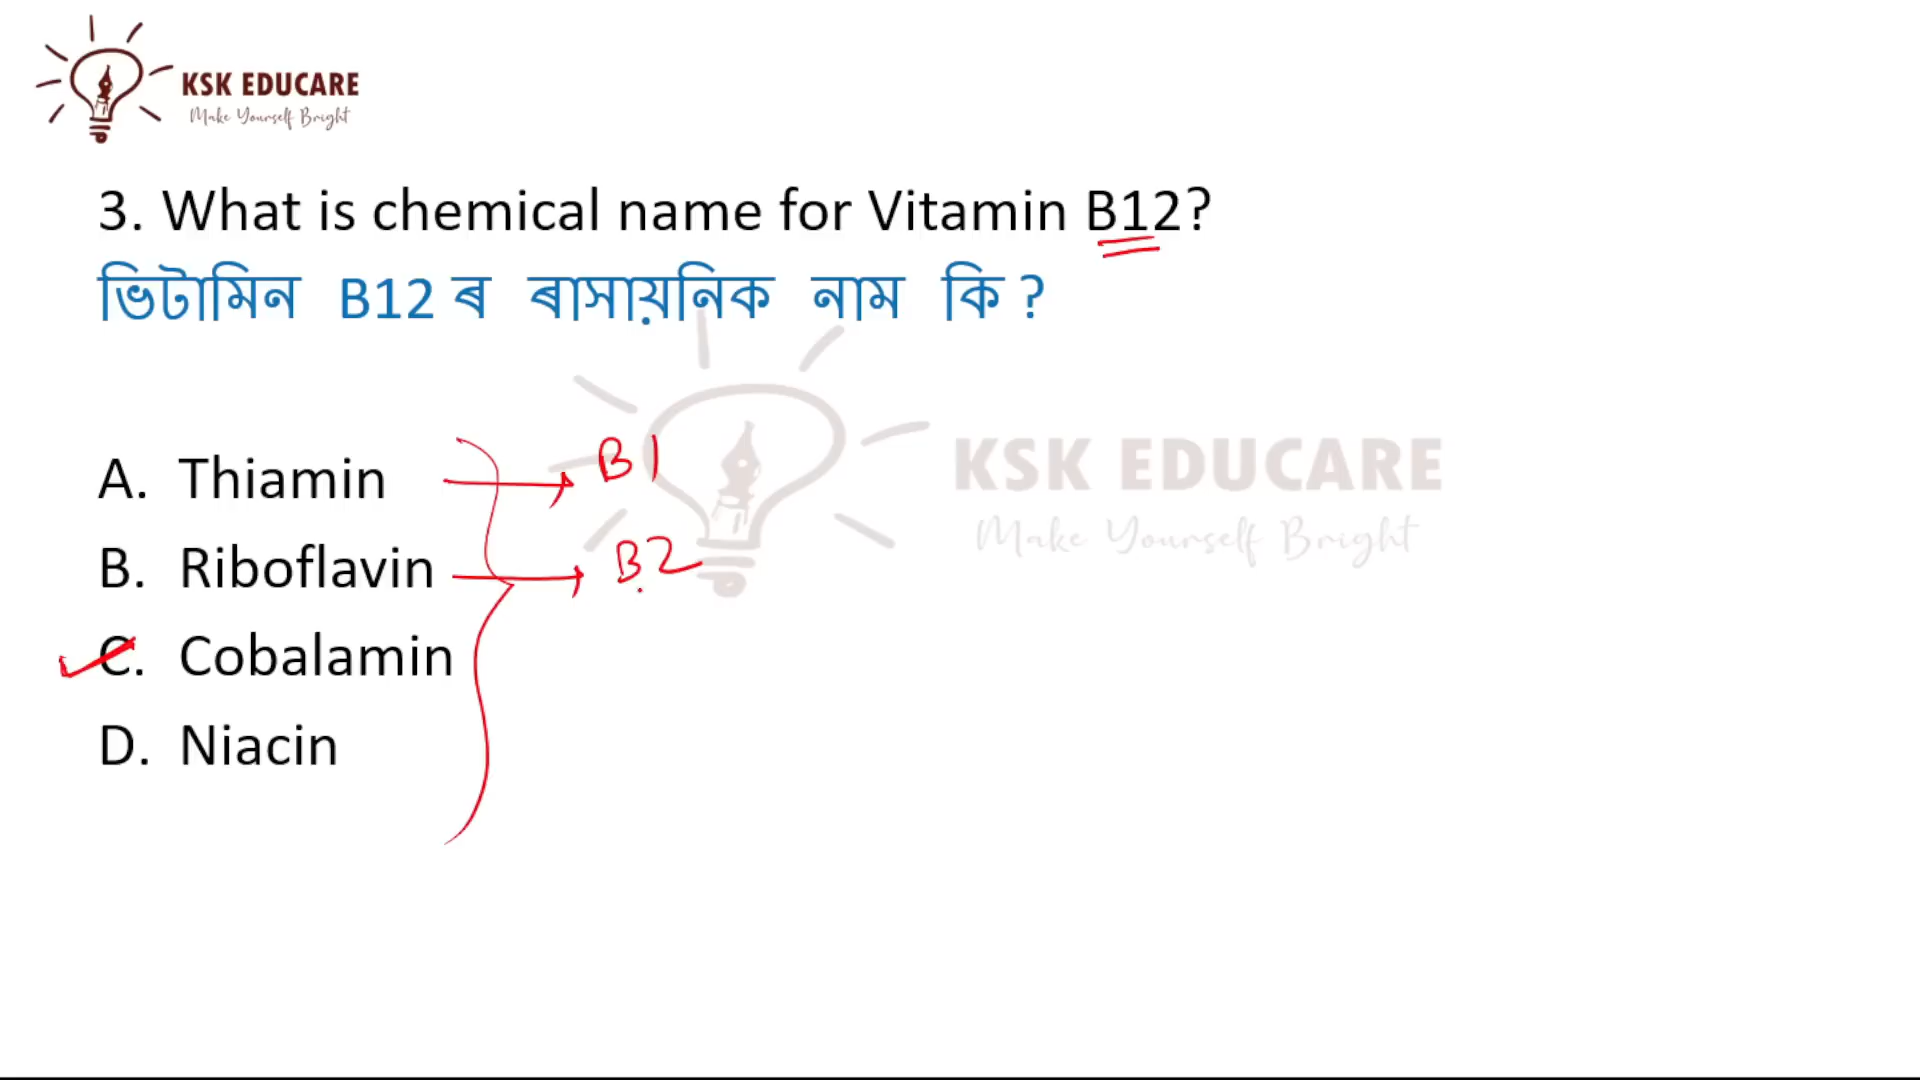 KSK EDUCARE
Make Yourself Bright
3. What is chemical name for Vitamin B12?
ভিটামিন B12 ৰ ৰাসায়নিক নাম কি ?
A. Thiamin
B1
B. Riboflavin
B2
C. Cobalamin
D. Niacin
KSK EDUCARE
Make Yourself Bright